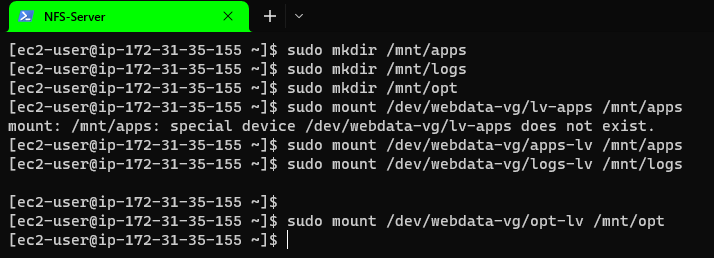 NFS-Server
[ec2-user@ip-172-31-35-155 ~]$ sudo mkdir /mnt/apps
[ec2-user@ip-172-31-35-155 ~]$ sudo mkdir /mnt/logs
[ec2-user@ip-172-31-35-155 ~]$ sudo mkdir /mnt/opt
[ec2-user@ip-172-31-35-155 ~]$ sudo mount /dev/webdata-vg/lv-apps /mnt/apps
mount: /mnt/apps: special device /dev/webdata-vg/lv-apps does not exist.
[ec2-user@ip-172-31-35-155 ~]$ sudo mount /dev/webdata-vg/apps-lv /mnt/apps
[ec2-user@ip-172-31-35-155 ~]$ sudo mount /dev/webdata-vg/logs-lv /mnt/logs
[ec2-user@ip-172-31-35-155 ~]$
[ec2-user@ip-172-31-35-155 ~]$ sudo mount /dev/webdata-vg/opt-lv /mnt/opt
[ec2-user@ip-172-31-35-155 ~]$